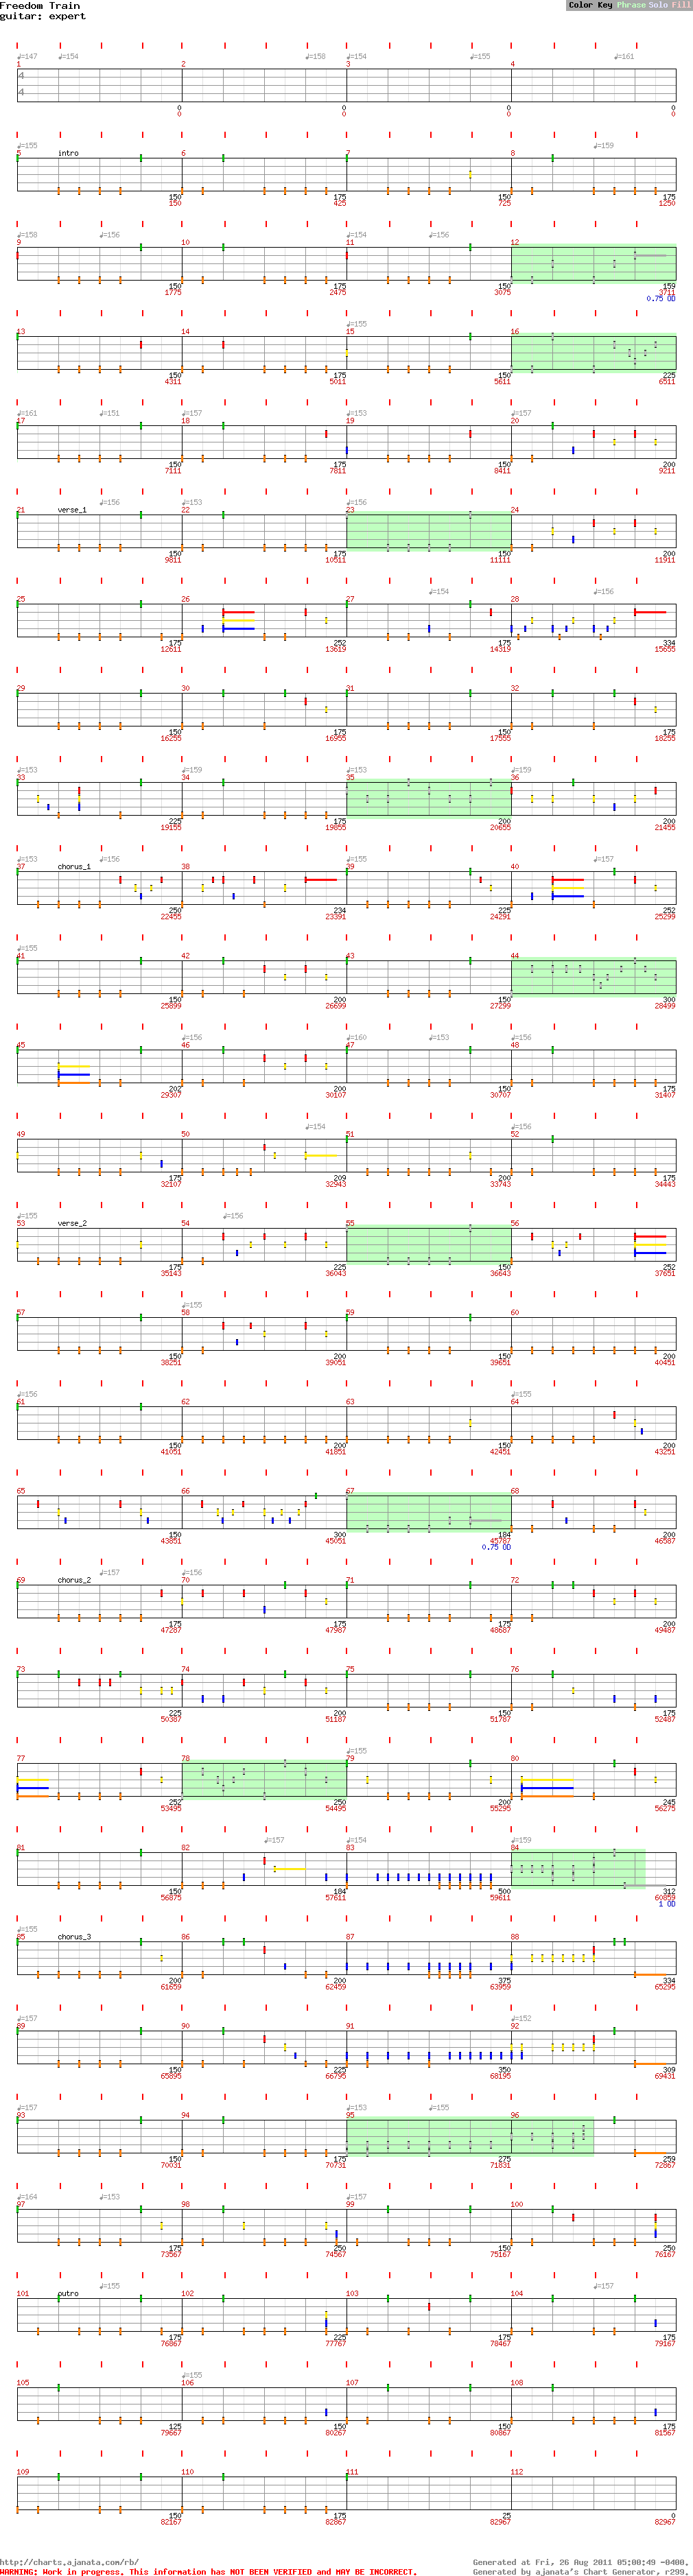 Freedom Train
guitar: expert
Color Key Phrase Solo Fill
♩=147 ♩=154 ♩=158 ♩=154 ♩=155 ♩=161
1 2 3 4
4
4
0 0 0 0
0 0 0 0
♩=155 ♩=159
5 intro 6 7 8
150 175 150 175
150 425 725 1250
♩=158 ♩=156 ♩=154 ♩=156
9 10 11 12
150 175 150 159
1775 2475 3075 3711
0.75 OD
♩=155
13 14 15 16
150 175 150 225
4311 5011 5611 6511
♩=161 ♩=151 ♩=157 ♩=153 ♩=157
17 18 19 20
150 175 150 200
7111 7811 8411 9211
♩=156 ♩=153 ♩=156
21 verse_1 22 23 24
150 175 150 200
9811 10511 11111 11911
♩=154 ♩=156
25 26 27 28
175 252 175 334
12611 13619 14319 15655
29 30 31 32
150 175 150 175
16255 16955 17555 18255
♩=153 ♩=159 ♩=153 ♩=159
33 34 35 36
225 175 200 200
19155 19855 20655 21455
♩=153 ♩=156 ♩=155 ♩=157
37 chorus_1 38 39 40
250 234 225 252
22455 23391 24291 25299
♩=155
41 42 43 44
150 200 150 300
25899 26699 27299 28499
♩=156 ♩=160 ♩=153 ♩=156
45 46 47 48
202 200 150 175
29307 30107 30707 31407
♩=154 ♩=156
49 50 51 52
175 209 200 175
32107 32943 33743 34443
♩=155 ♩=156
53 verse_2 54 55 56
175 225 150 252
35143 36043 36643 37651
♩=155
57 58 59 60
150 200 150 200
38251 39051 39651 40451
♩=156 ♩=155
61 62 63 64
150 200 150 200
41051 41851 42451 43251
65 66 67 68
150 300 184 200
43851 45051 45787 46587
0.75 OD
♩=157 ♩=156
69 chorus_2 70 71 72
175 175 175 200
47287 47987 48687 49487
73 74 75 76
225 200 150 175
50387 51187 51787 52487
♩=155
77 78 79 80
252 250 200 245
53495 54495 55295 56275
♩=157 ♩=154 ♩=159
81 82 83 84
150 184 500 312
56875 57611 59611 60859
1 OD
♩=155
85 chorus_3 86 87 88
200 200 375 334
61659 62459 63959 65295
♩=157 ♩=152
89 90 91 92
150 225 350 309
65895 66795 68195 69431
♩=157 ♩=153 ♩=155
93 94 95 96
150 175 275 259
70031 70731 71831 72867
♩=164 ♩=153 ♩=157
97 98 99 100
175 250 150 250
73567 74567 75167 76167
♩=155 ♩=157
101 outro 102 103 104
175 225 175 175
76867 77767 78467 79167
♩=155
105 106 107 108
125 150 150 175
79667 80267 80867 81567
109 110 111 112
150 175 25 0
82167 82867 82967 82967
http://charts.ajanata.com/rb/
WARNING: Work in progress. This information has NOT BEEN VERIFIED and MAY BE INCORRECT.
Generated at Fri, 26 Aug 2011 05:00:49 -0400.
Generated by ajanata's Chart Generator, r299.